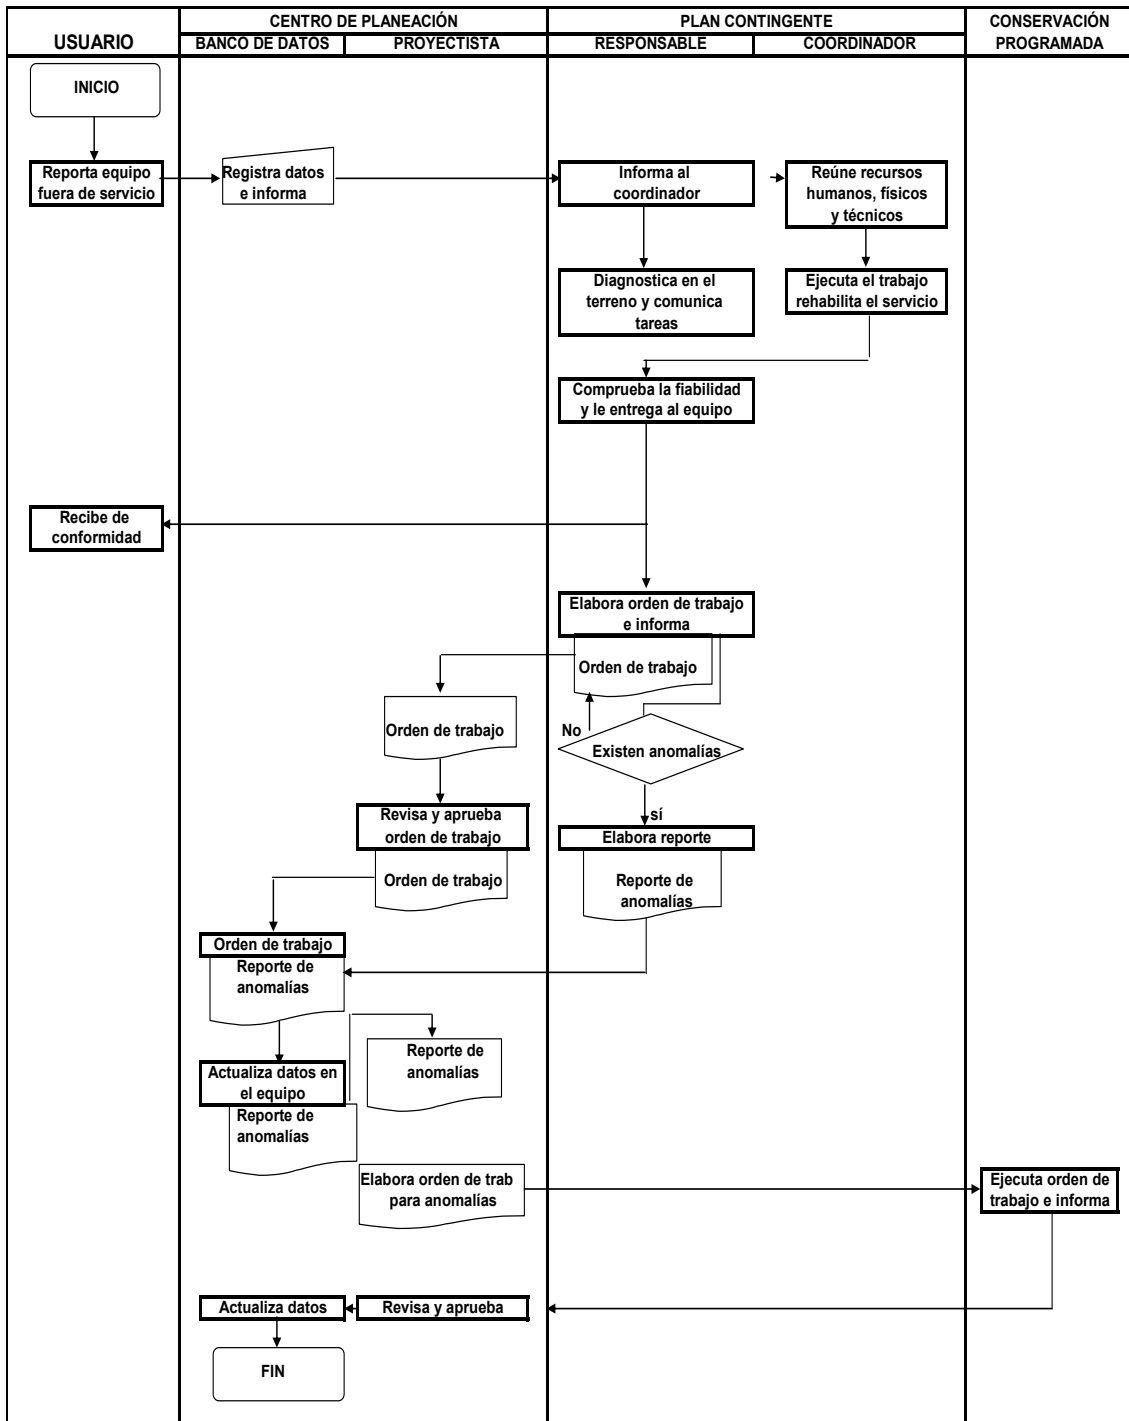 CENTRO DE PLANEACIÓN
PLAN CONTINGENTE
CONSERVACIÓN
PROGRAMADA
USUARIO
BANCO DE DATOS
PROYECTISTA
RESPONSABLE
COORDINADOR
INICIO
Reporta equipo
fuera de servicio
Registra datos
e informa
Informa al
coordinador
Reúne recursos
humanos, físicos
y técnicos
Diagnostica en el
terreno y comunica
tareas
Ejecuta el trabajo
rehabilita el servicio
Comprueba la fiabilidad
y le entrega al equipo
Recibe de
conformidad
Elabora orden de trabajo
e informa
Orden de trabajo
Orden de trabajo
No
Existen anomalías
sí
Revisa y aprueba
orden de trabajo
Elabora reporte
Orden de trabajo
Reporte de
anomalías
Orden de trabajo
Reporte de
anomalías
Reporte de
anomalías
Actualiza datos en
el equipo
Reporte de
anomalías
Elabora orden de trab
para anomalías
Ejecuta orden de
trabajo e informa
Actualiza datos
Revisa y aprueba
FIN